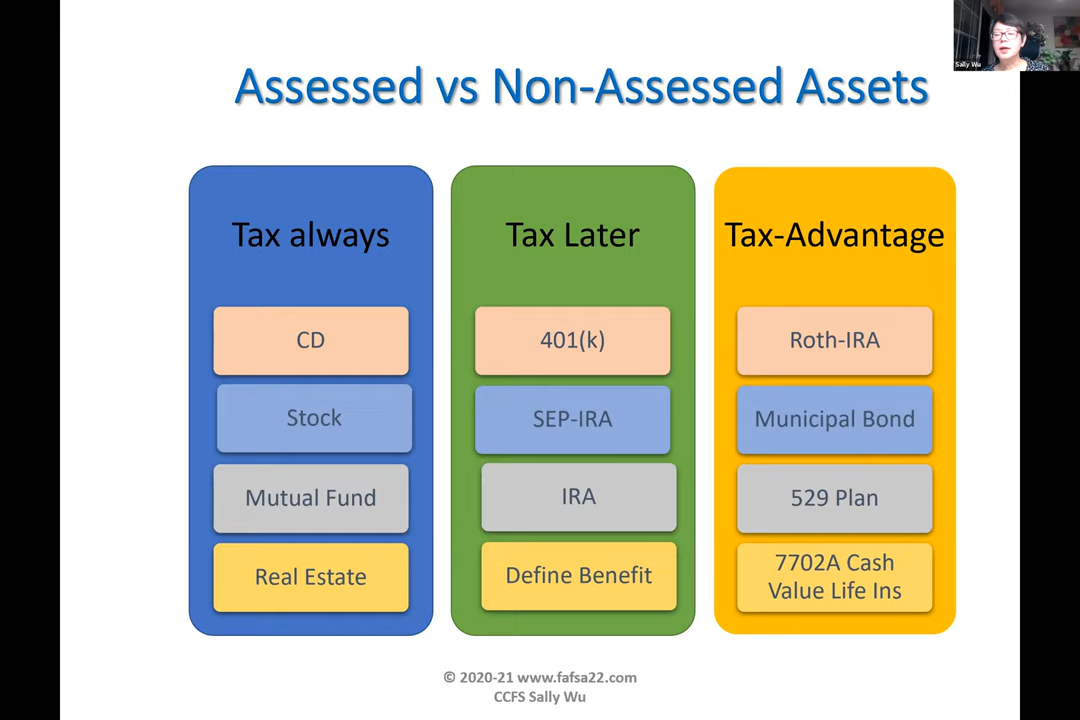 Sally Wu
Assessed vs Non-Assessed Assets
Tax always
CD
Stock
Mutual Fund
Real Estate
Tax Later
401(k)
SEP-IRA
IRA
Define Benefit
Tax-Advantage
Roth-IRA
Municipal Bond
529 Plan
7702A Cash
Value Life Ins
© 2020-21 www.fafsa22.com
CCFS Sally Wu